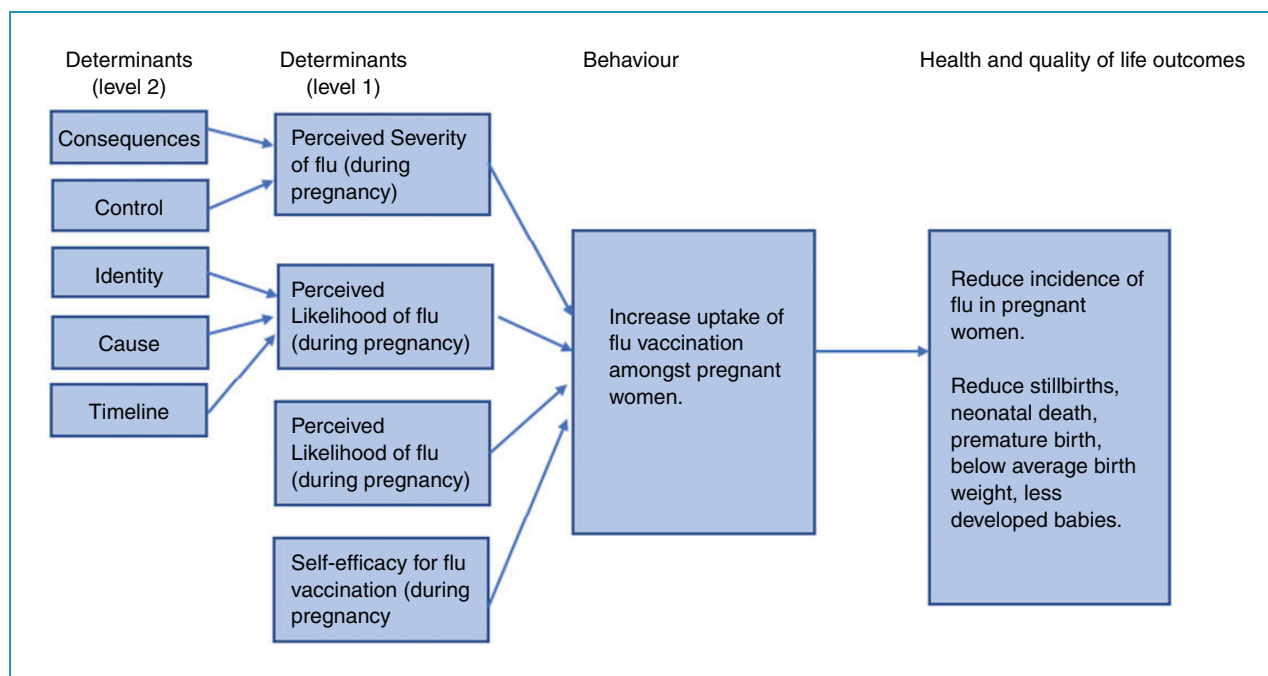 Determinants
(level 2)
Determinants
(level 1)
Behaviour
Health and quality of life outcomes
Consequences
Control
Identity
Cause
Timeline
Perceived Severity
of flu (during
pregnancy)
Perceived
Likelihood of flu
(during pregnancy)
Perceived
Likelihood of flu
(during pregnancy)
Self-efficacy for flu
vaccination (during
pregnancy
Increase uptake of
flu vaccination
amongst pregnant
women.
Reduce incidence of
flu in pregnant
women.
Reduce stillbirths,
neonatal death,
premature birth,
below average birth
weight, less
developed babies.